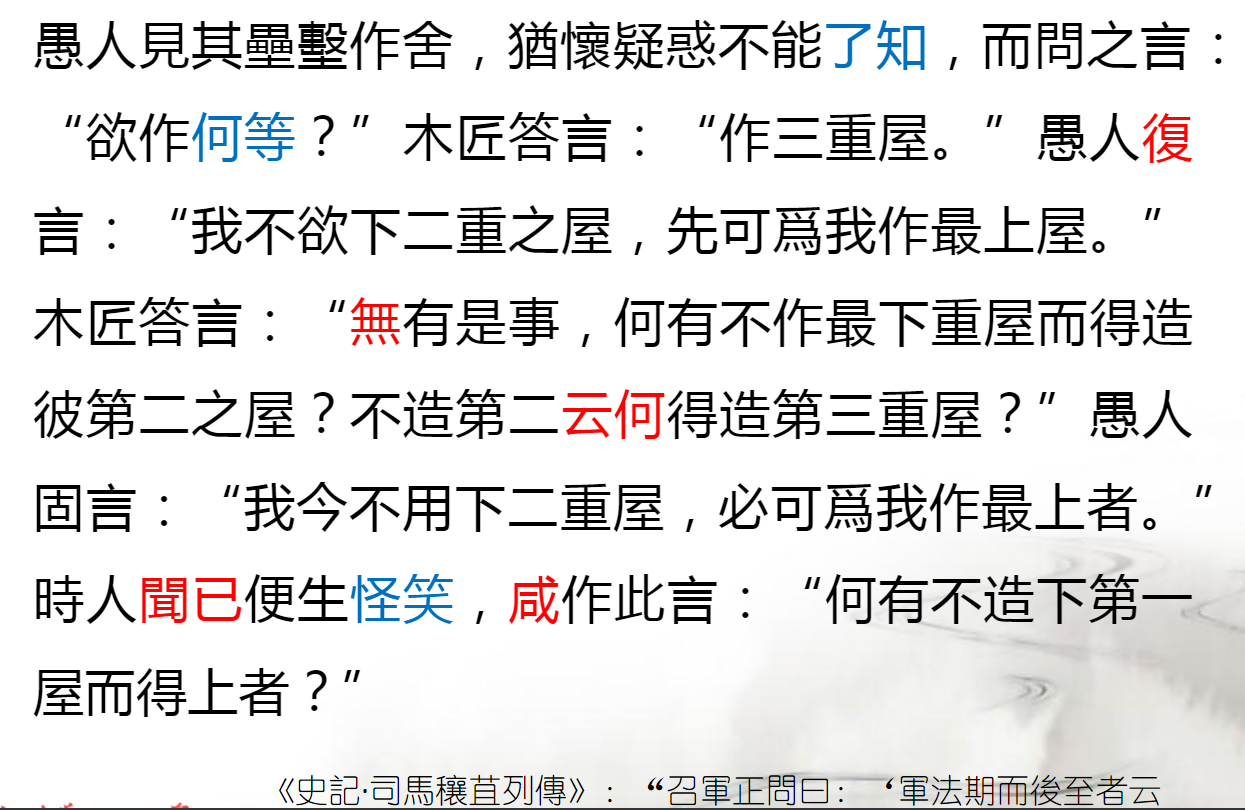 愚人見其壘墼作舍，猶懷疑惑不能了知，而問之言：
“欲作何等？”木匠答言：“作三重屋。”愚人復
言：“我不欲下二重之屋，先可爲我作最上屋。”
木匠答言：“無有是事，何有不作最下重屋而得造
彼第二之屋？不造第二云何得造第三重屋？”愚人
固言：“我今不用下二重屋，必可爲我作最上者。”
時人聞已便生怪笑，咸作此言：“何有不造下第一
屋而得上者？”
《史記·司馬穰苴列傳》：“召軍正問曰：‘軍法期而後至者云